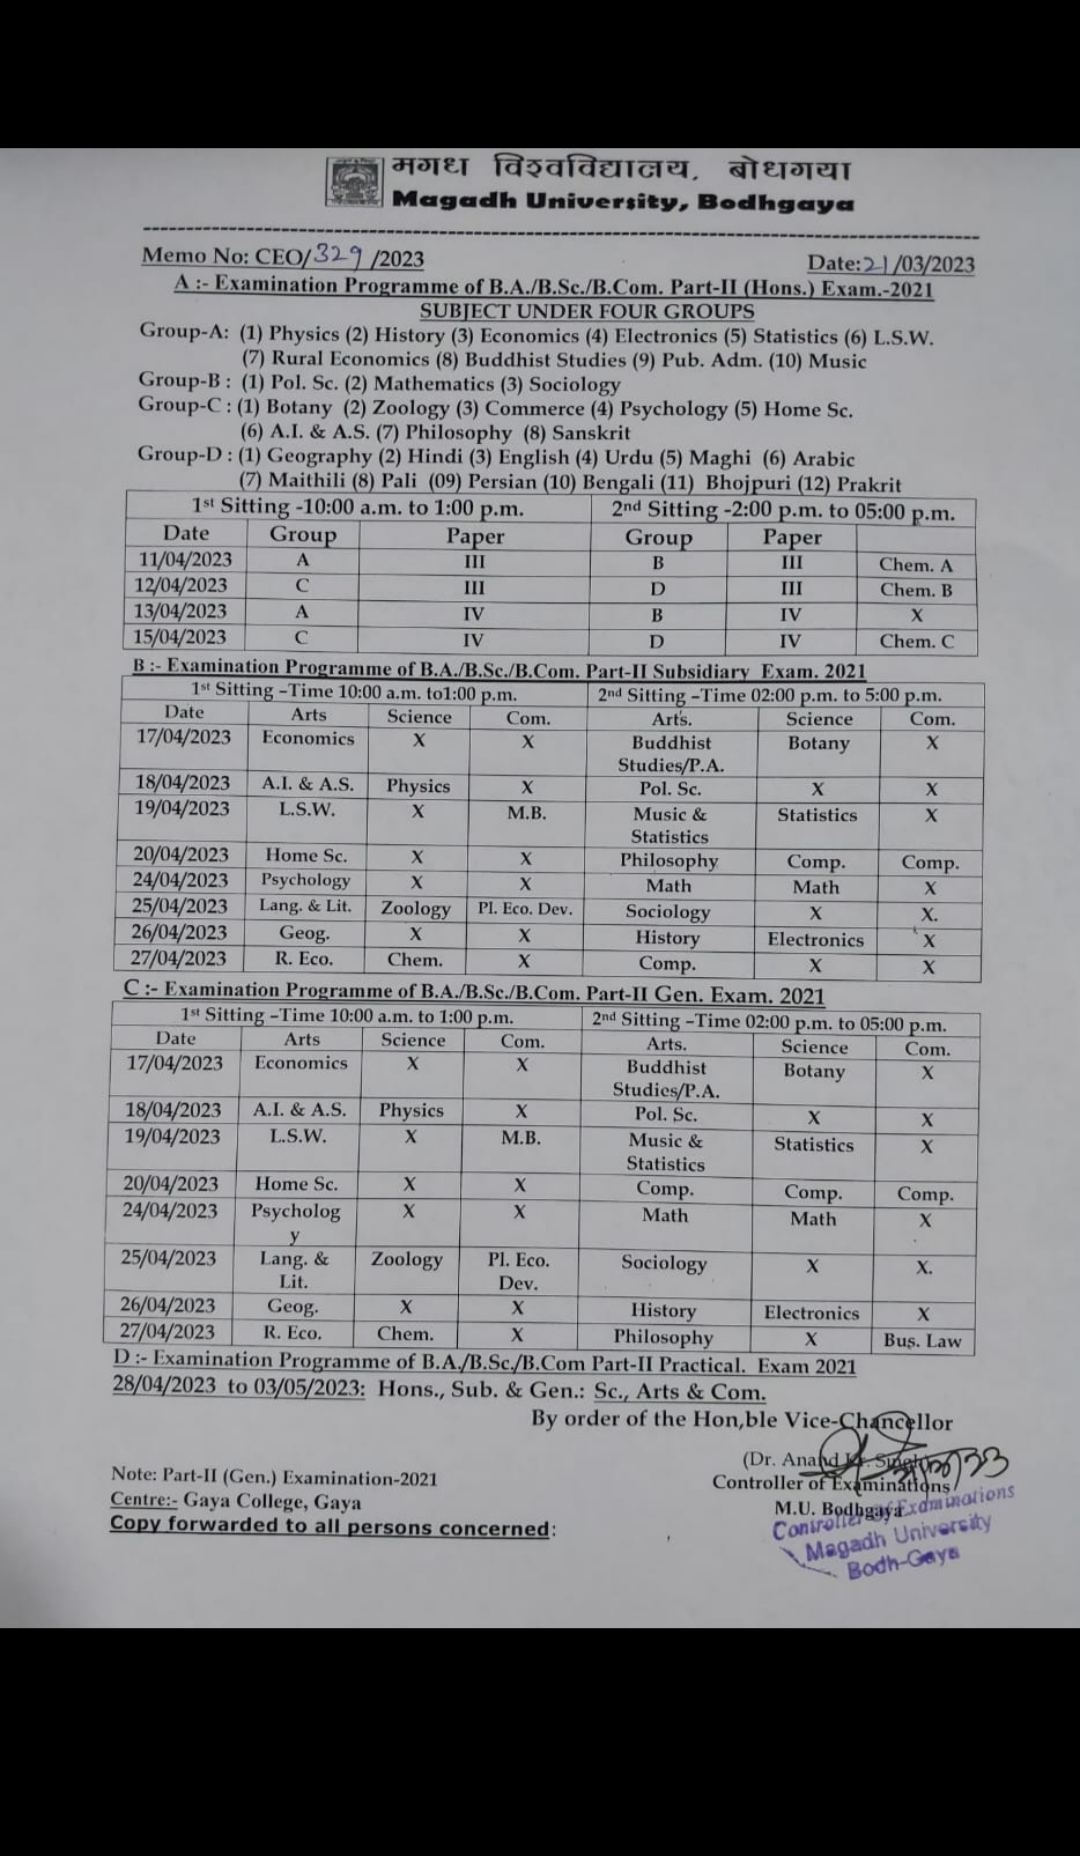 मगध विश्वविद्यालय, बोधगया
Magadh University, Bodhgaya
Memo No: CEO/329/2023 Date:21/03/2023
A :- Examination Programme of B.A./B.Sc./B.Com. Part-II (Hons.) Exam.-2021
SUBJECT UNDER FOUR GROUPS
Group-A: (1) Physics (2) History (3) Economics (4) Electronics (5) Statistics (6) L.S.W.
(7) Rural Economics (8) Buddhist Studies (9) Pub. Adm. (10) Music
Group-B : (1) Pol. Sc. (2) Mathematics (3) Sociology
Group-C : (1) Botany (2) Zoology (3) Commerce (4) Psychology (5) Home Sc.
(6) A.I. & A.S. (7) Philosophy (8) Sanskrit
Group-D : (1) Geography (2) Hindi (3) English (4) Urdu (5) Maghi (6) Arabic
(7) Maithili (8) Pali (09) Persian (10) Bengali (11) Bhojpuri (12) Prakrit
1st Sitting -10:00 a.m. to 1:00 p.m. 2nd Sitting -2:00 p.m. to 05:00 p.m.
Date Group Paper Group Paper
11/04/2023 A III B III Chem. A
12/04/2023 C III D III Chem. B
13/04/2023 A IV B IV X
15/04/2023 C IV D IV Chem. C
B :- Examination Programme of B.A./B.Sc./B.Com. Part-II Subsidiary Exam. 2021
1st Sitting –Time 10:00 a.m. to1:00 p.m. 2nd Sitting –Time 02:00 p.m. to 5:00 p.m.
Date Arts Science Com. Arts. Science Com.
17/04/2023 Economics X X Buddhist Botany X
Studies/P.A.
18/04/2023 A.I. & A.S. Physics X Pol. Sc. X X
19/04/2023 L.S.W. X M.B. Music & Statistics X
Statistics
20/04/2023 Home Sc. X X Philosophy Comp. Comp.
24/04/2023 Psychology X X Math Math X
25/04/2023 Lang. & Lit. Zoology Pl. Eco. Dev. Sociology X X.
26/04/2023 Geog. X X History Electronics X
27/04/2023 R. Eco. Chem. X Comp. X X
C :- Examination Programme of B.A./B.Sc./B.Com. Part-II Gen. Exam. 2021
1st Sitting –Time 10:00 a.m. to 1:00 p.m. 2nd Sitting –Time 02:00 p.m. to 05:00 p.m.
Date Arts Science Com. Arts. Science Com.
17/04/2023 Economics X X Buddhist Botany X
Studies/P.A.
18/04/2023 A.I. & A.S. Physics X Pol. Sc. X X
19/04/2023 L.S.W. X M.B. Music & Statistics X
Statistics
20/04/2023 Home Sc. X X Comp. Comp. Comp.
24/04/2023 Psycholog X X Math Math X
y
25/04/2023 Lang. & Zoology Pl. Eco. Sociology X X.
Lit. Dev.
26/04/2023 Geog. X X History Electronics X
27/04/2023 R. Eco. Chem. X Philosophy X Bus. Law
D :- Examination Programme of B.A./B.Sc./B.Com Part-II Practical. Exam 2021
28/04/2023 to 03/05/2023: Hons., Sub. & Gen.: Sc., Arts & Com.
By order of the Hon,ble Vice-Chancellor
(Dr. Anand Kr. Singh)
Note: Part-II (Gen.) Examination-2021 Controller of Examinations
Centre:- Gaya College, Gaya M.U. Bodhgaya
Copy forwarded to all persons concerned:
Controller of Examinations
Magadh University
Bodh-Gaya